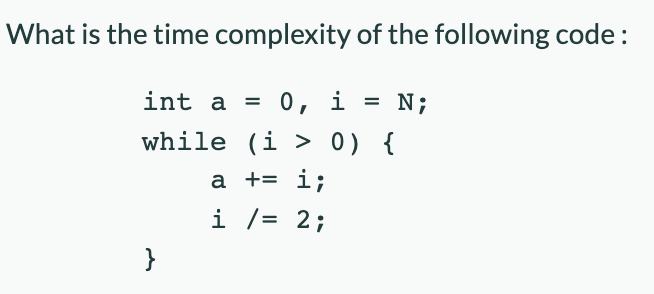 What is the time complexity of the following code :
int a = 0, i = N;
while (i > 0) {
a += i;
i /= 2;
}